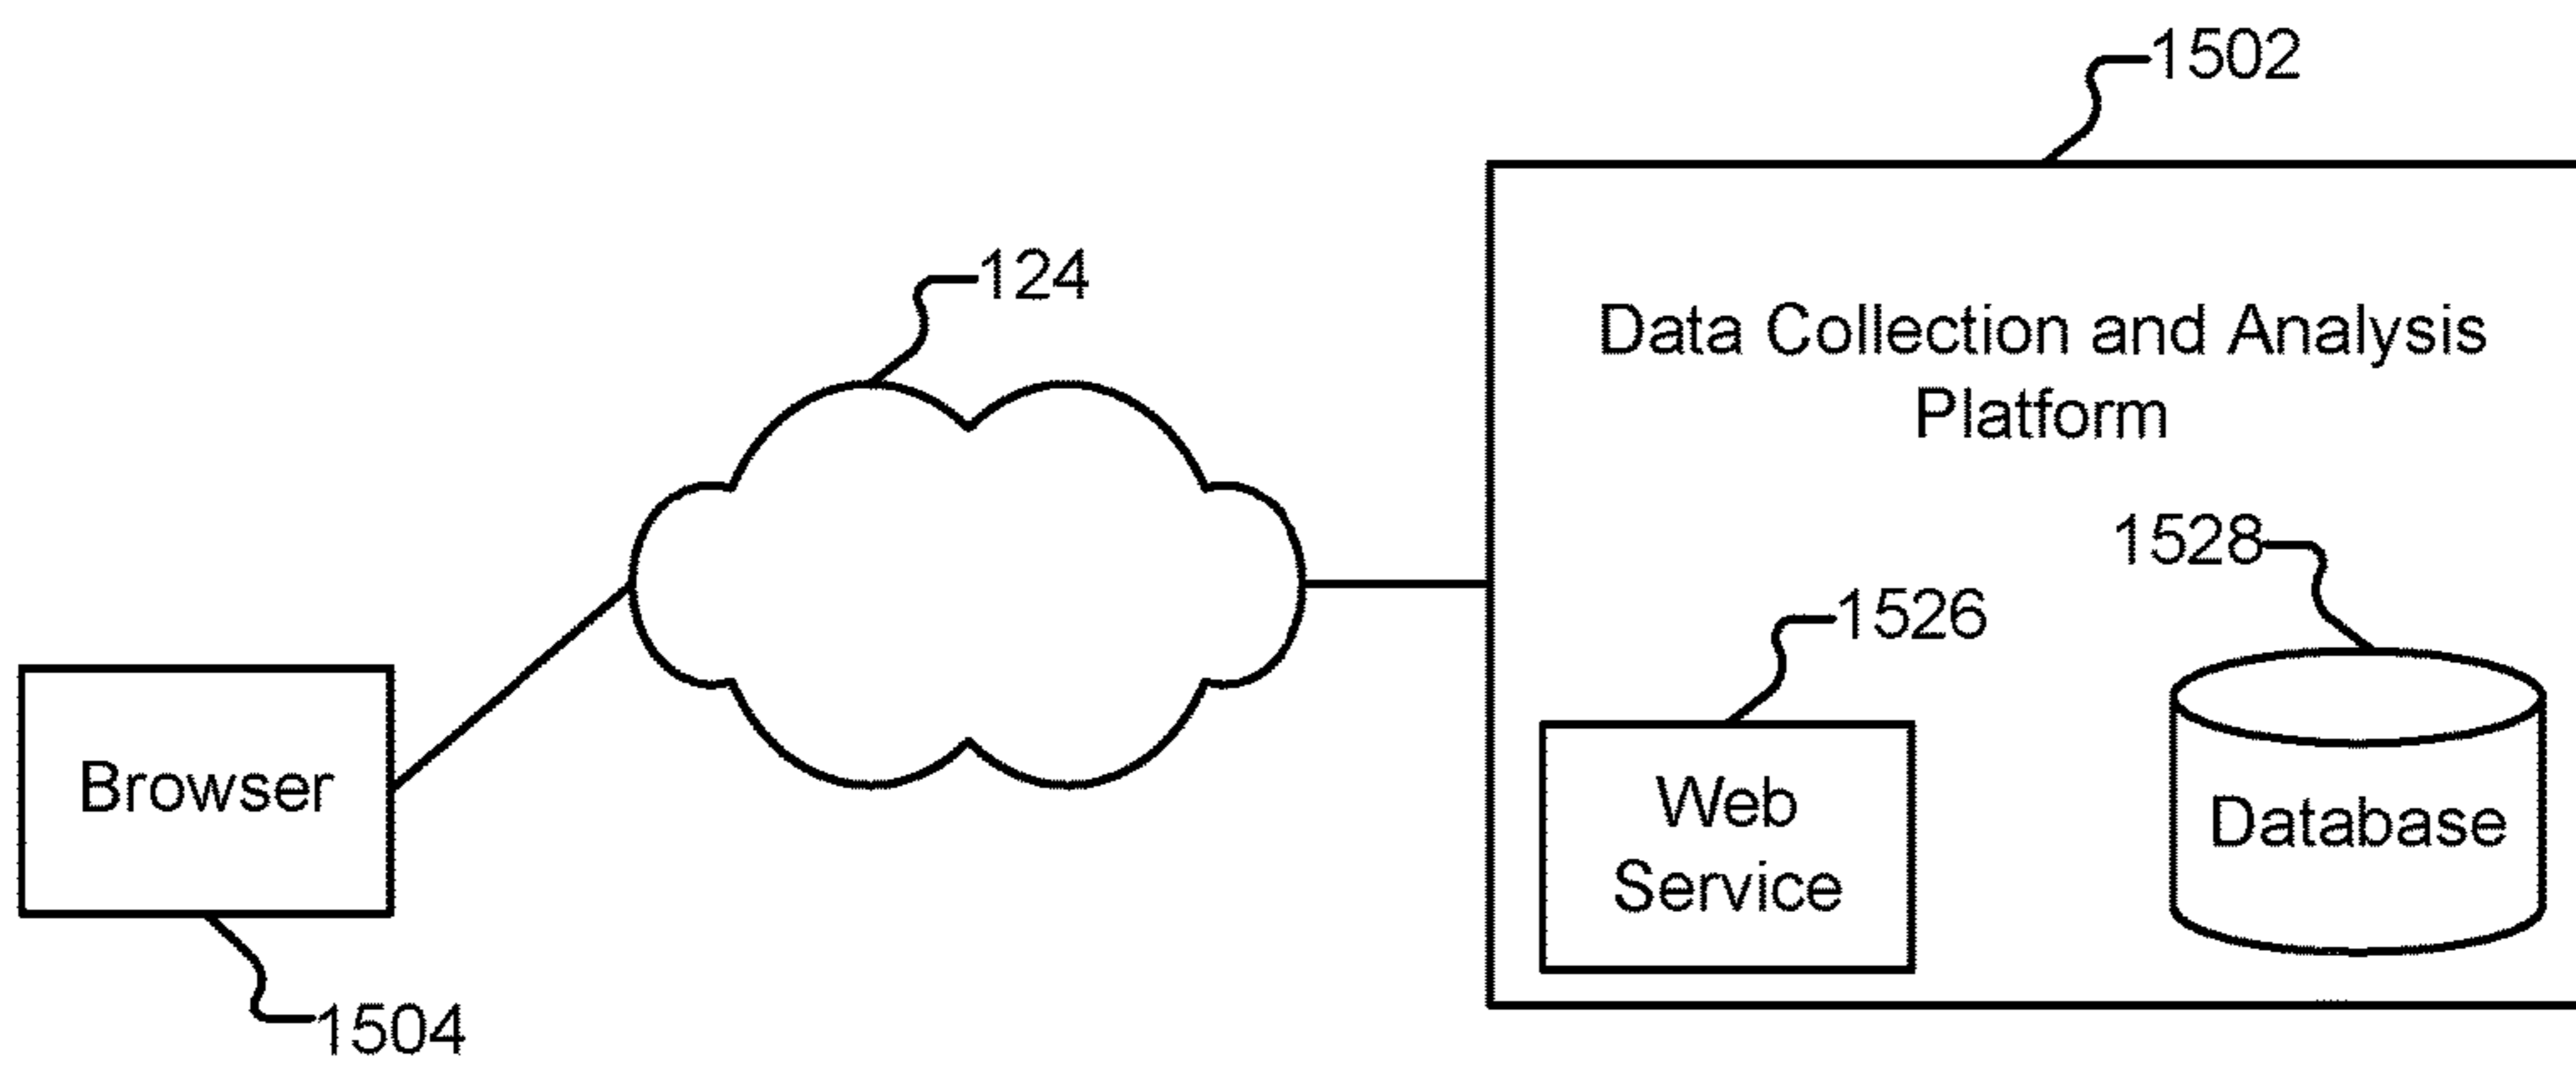 1502
124
Data Collection and Analysis
Platform
1528
1526
Browser
Web
Service
Database
1504